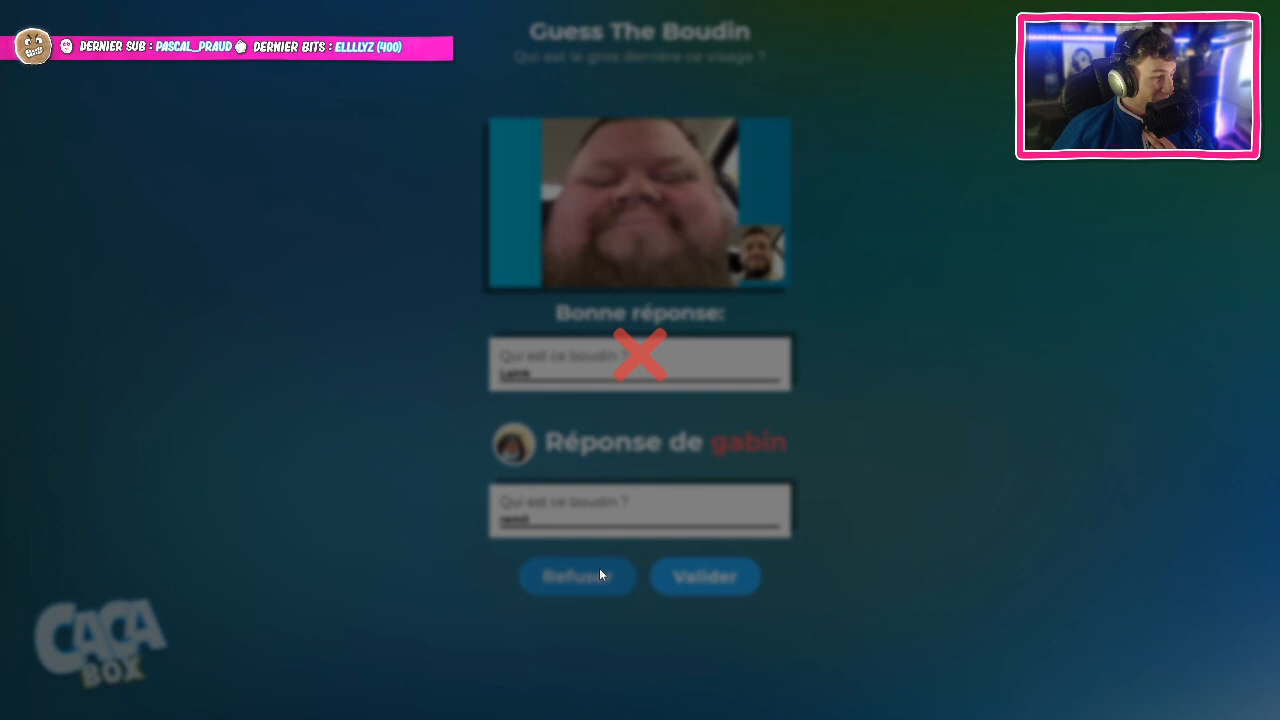 Guess The Boudin
DERNIER SUB : PASCAL_PRAUD DERNIER BITS : ELLLLYZ (400)
Qui est le gros derrière ce visage ?
Bonne réponse:
Qui est ce boudin ?
Réponse de gabin
Qui est ce boudin ?
Refuser Valider
CACA
BOX